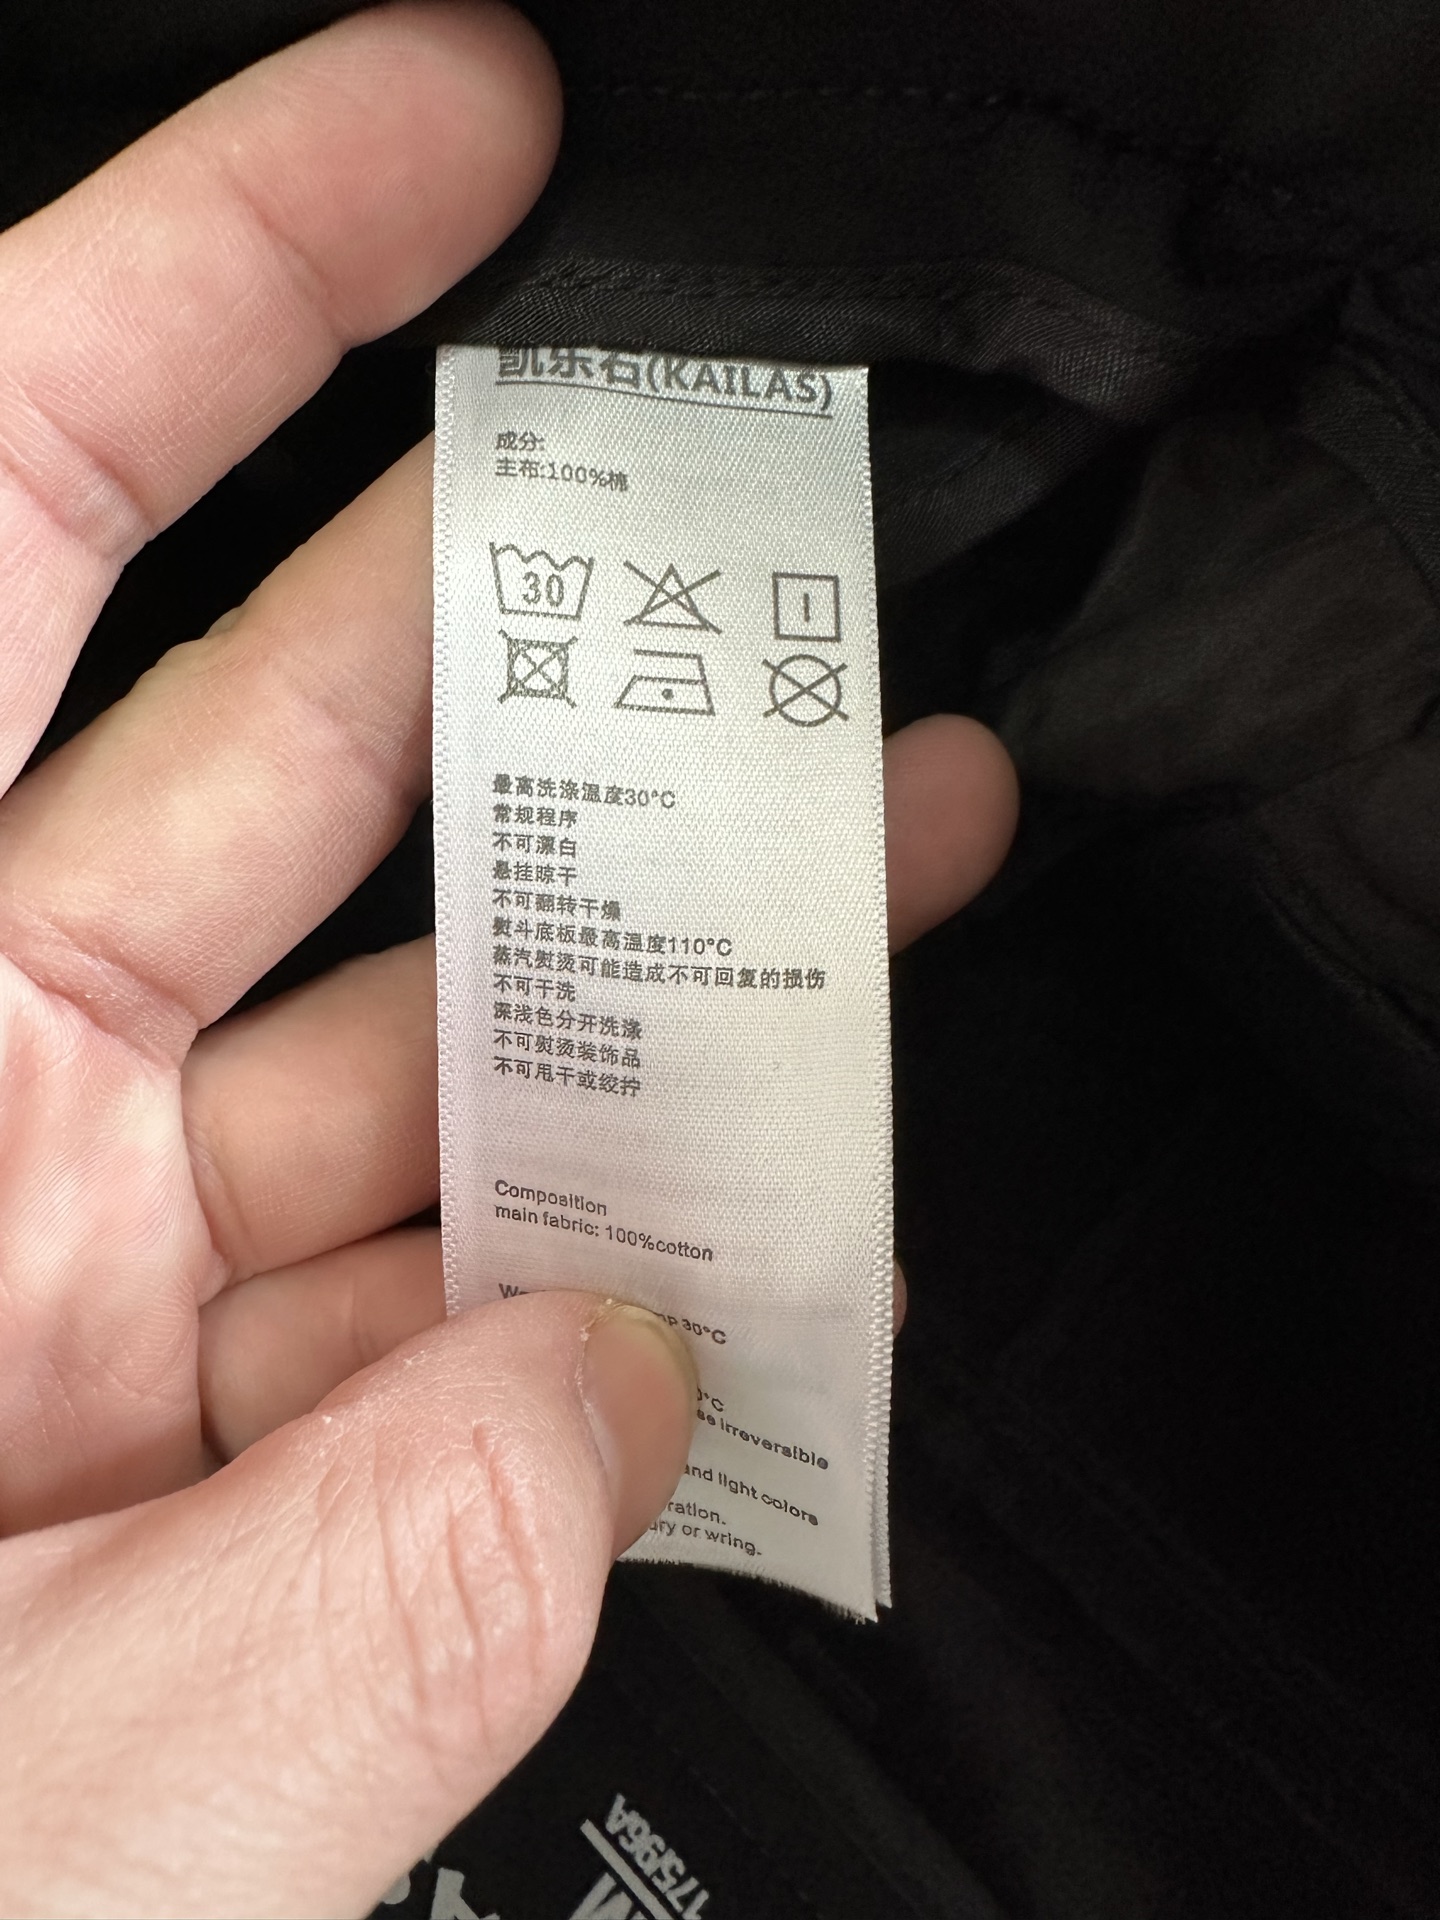 凯乐石(KAILAS)
成分:
主布:100%棉
30
最高洗涤温度30°C
常规程序
不可漂白
悬挂晾干
不可翻转干燥
熨斗底板最高温度110°C
蒸汽熨烫可能造成不可回复的损伤
不可干洗
深浅色分开洗涤
不可熨烫装饰品
不可甩干或绞拧
Composition
main fabric: 100%cotton
30°C
°C
irreversible
and light colors
or wring.
175/96A
M